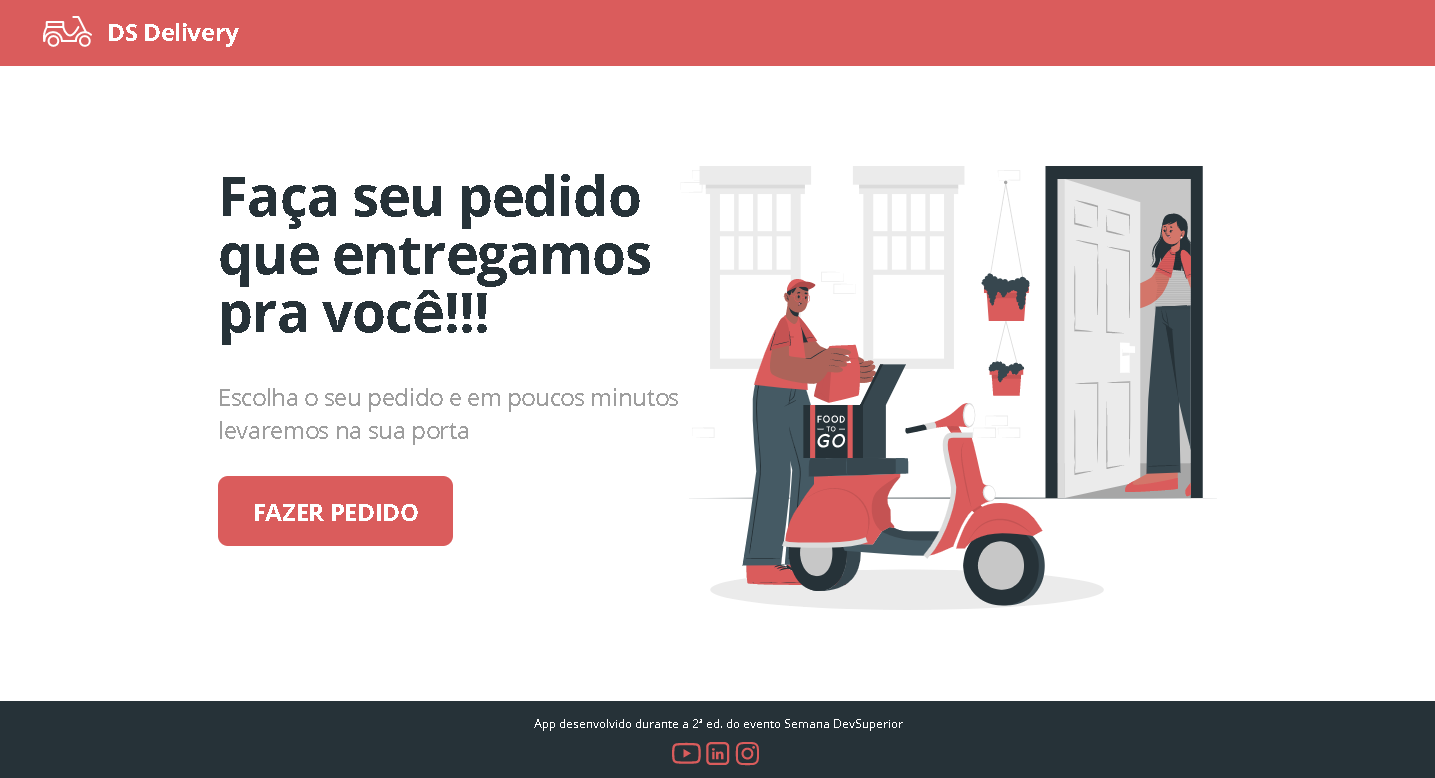 DS Delivery
Faça seu pedido
que entregamos
pra você!!!
Escolha o seu pedido e em poucos minutos
levaremos na sua porta
FAZER PEDIDO
FOOD
TO
GO
App desenvolvido durante a 2ª ed. do evento Semana DevSuperior
in